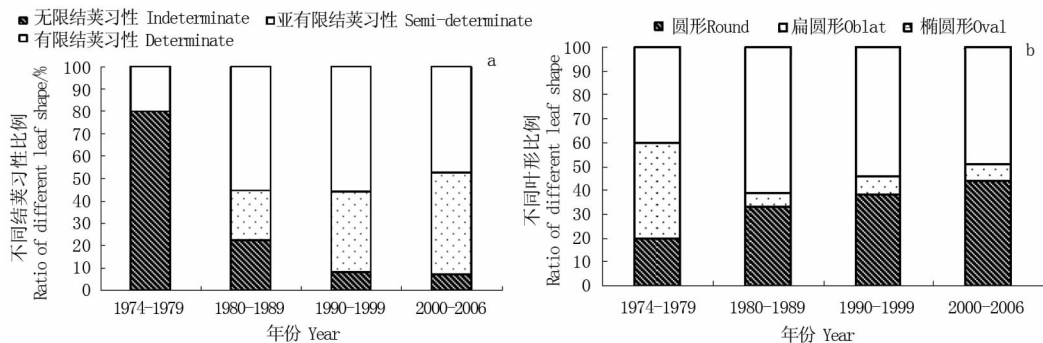 无限结荚习性 Indeterminate 亚有限结荚习性 Semi-determinate
有限结荚习性 Determinate
a
不同结荚习性比例
Ratio of different leaf shape/%
100
90
80
70
60
50
40
30
20
10
0
1974-1979 1980-1989 1990-1999 2000-2006
年份 Year
圆形Round 扁圆形Oblat 椭圆形Oval
b
不同叶形比例
Ratio of different leaf shape
100
90
80
70
60
50
40
30
20
10
0
1974-1979 1980-1989 1990-1999 2000-2006
年份 Year